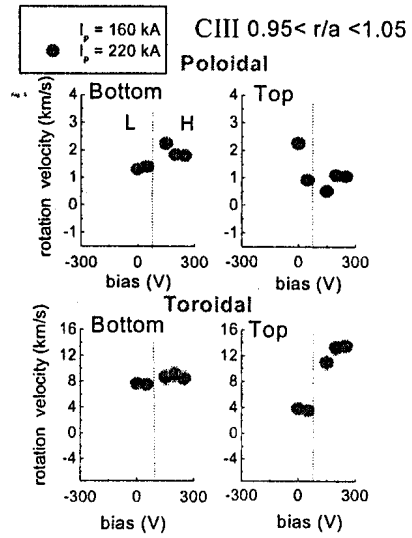 I_p = 160 kA
I_p = 220 kA
CIII 0.95< r/a <1.05
Poloidal
Bottom
Top
L H
rotation velocity (km/s)
4
3
2
1
0
-1
4
3
2
1
0
-1
-300 0 300
-300 0 300
bias (V)
bias (V)
Toroidal
Bottom
Top
rotation velocity (km/s)
16
12
8
4
0
-4
16
12
8
4
0
-4
-300 0 300
-300 0 300
bias (V)
bias (V)